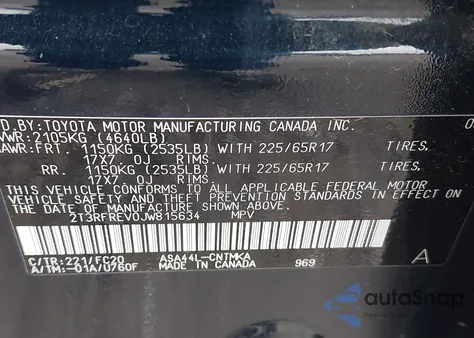 D.BY:TOYOTA MOTOR MANUFACTURING CANADA INC. 0
VWR:2105KG (4640LB)
AWR:FRT. 1150KG (2535LB) WITH 225/65R17 TIRES.
17X7 0J RIMS.
RR. 1150KG (2535LB) WITH 225/65R17 TIRES.
17X7 0J RIMS.
THIS VEHICLE CONFORMS TO ALL APPLICABLE FEDERAL MOTOR
VEHICLE SAFETY AND THEFT PREVENTION STANDARDS IN EFFECT ON
THE DATE OF MANUFACTURE SHOWN ABOVE.
2T3RFREV0JW815634 MPV
C/TR:221/FC20 ASA44L-CNTMKA
A/TM:-01A/U760F MADE IN CANADA 969 A
autoSnap